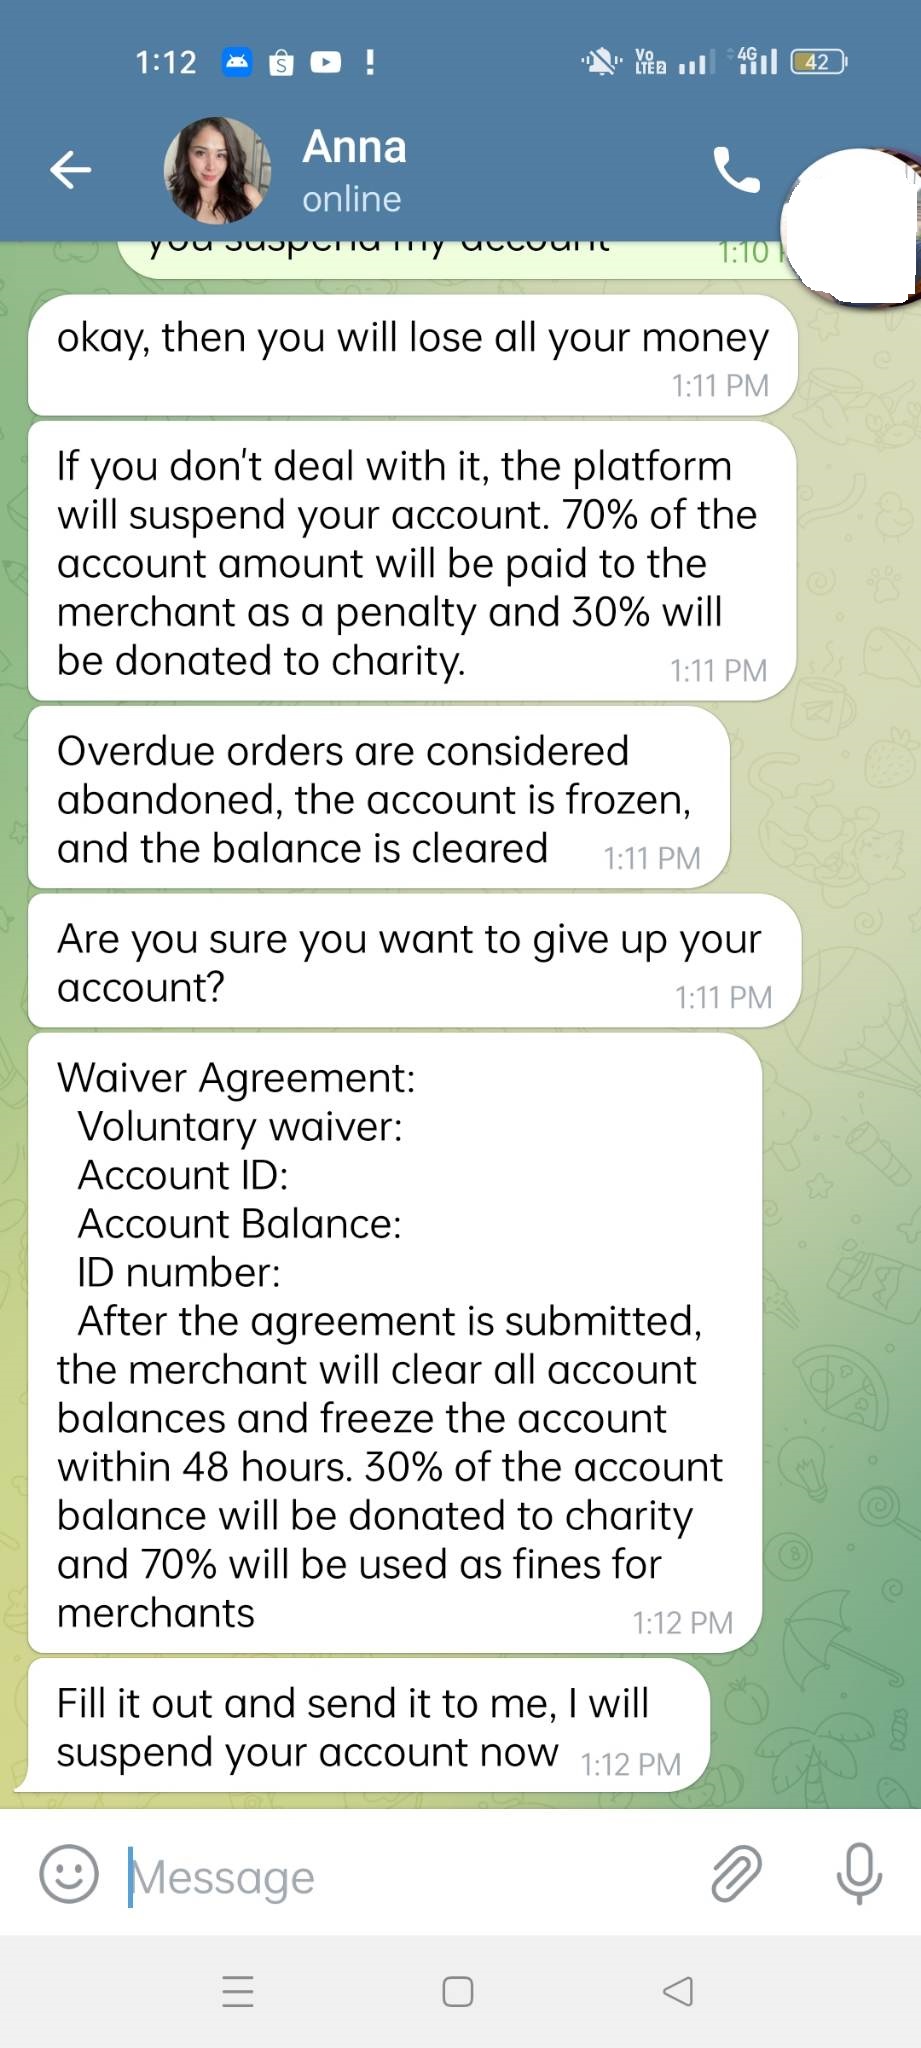 1:12
Vo
LTE 2
4G
42
Anna
online
you suspend my account
1:10
okay, then you will lose all your money
1:11 PM
If you don't deal with it, the platform
will suspend your account. 70% of the
account amount will be paid to the
merchant as a penalty and 30% will
be donated to charity.
1:11 PM
Overdue orders are considered
abandoned, the account is frozen,
and the balance is cleared
1:11 PM
Are you sure you want to give up your
account?
1:11 PM
Waiver Agreement:
Voluntary waiver:
Account ID:
Account Balance:
ID number:
After the agreement is submitted,
the merchant will clear all account
balances and freeze the account
within 48 hours. 30% of the account
balance will be donated to charity
and 70% will be used as fines for
merchants
1:12 PM
Fill it out and send it to me, I will
suspend your account now
1:12 PM
Message